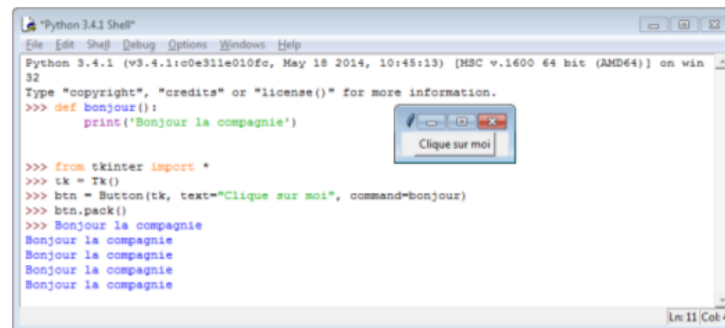 *Python 3.4.1 Shell*
File Edit Shell Debug Options Windows Help
Python 3.4.1 (v3.4.1:c0e311e010fc, May 18 2014, 10:45:13) [MSC v.1600 64 bit (AMD64)] on win
32
Type "copyright", "credits" or "license()" for more information.
>>> def bonjour():
        print('Bonjour la compagnie')
Clique sur moi
>>> from tkinter import *
>>> tk = Tk()
>>> btn = Button(tk, text="Clique sur moi", command=bonjour)
>>> btn.pack()
>>> Bonjour la compagnie
Bonjour la compagnie
Bonjour la compagnie
Bonjour la compagnie
Bonjour la compagnie
Ln: 11 Col: 4